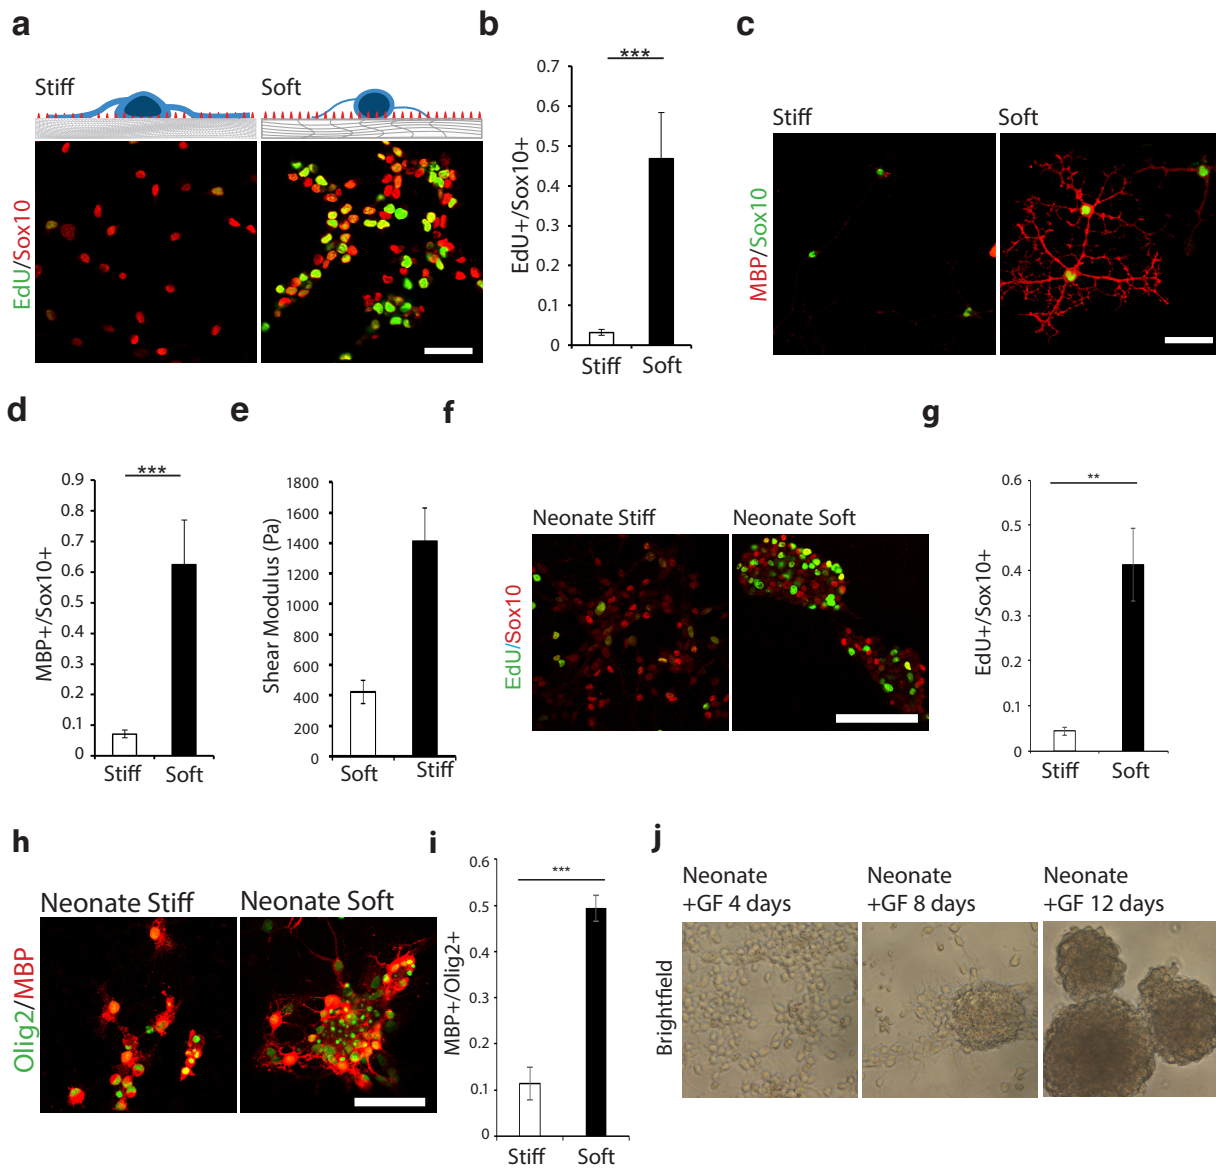 a
Stiff
Soft
EdU/Sox10
b
***
0.7
0.6
0.5
0.4
0.3
0.2
0.1
0
EdU+/Sox10+
Stiff
Soft
c
Stiff
Soft
MBP/Sox10
d
***
0.9
0.8
0.7
0.6
0.5
0.4
0.3
0.2
0.1
0
MBP+/Sox10+
Stiff
Soft
e
1800
1600
1400
1200
1000
800
600
400
200
0
Shear Modulus (Pa)
Soft
Stiff
f
Neonate Stiff
Neonate Soft
EdU/Sox10
g
**
0.6
0.5
0.4
0.3
0.2
0.1
0
EdU+/Sox10+
Stiff
Soft
h
Neonate Stiff
Neonate Soft
Olig2/MBP
i
***
0.6
0.5
0.4
0.3
0.2
0.1
0
MBP+/Olig2+
Stiff
Soft
j
Neonate
+GF 4 days
Neonate
+GF 8 days
Neonate
+GF 12 days
Brightfield